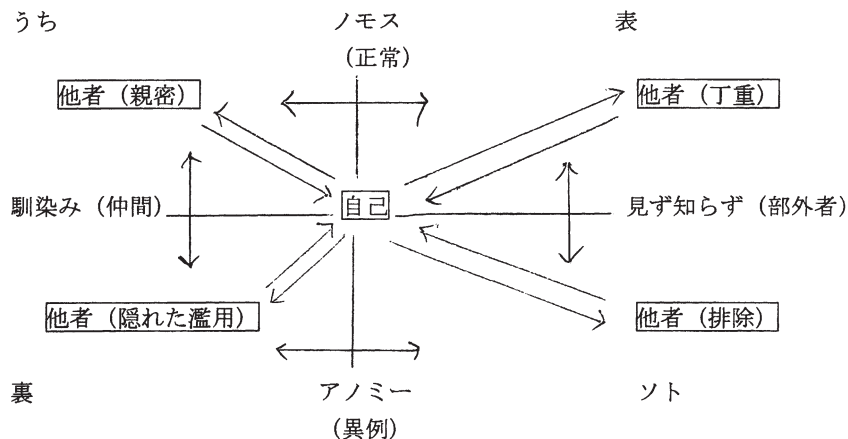 うち ノモス 表
（正常）
他者（親密） 他者（丁重）
馴染み（仲間） 自己 見ず知らず（部外者）
他者（隠れた濫用） 他者（排除）
裏 アノミー ソト
（異例）